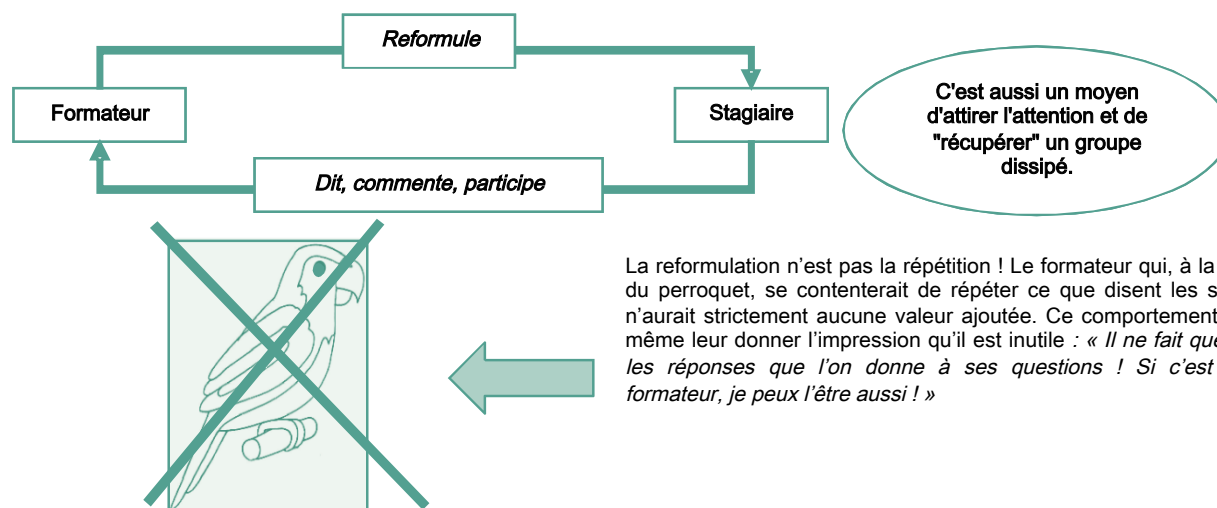 Reformule
Formateur
Stagiaire
Dit, commente, participe
C'est aussi un moyen
d'attirer l'attention et de
"récupérer" un groupe
dissipé.
La reformulation n’est pas la répétition ! Le formateur qui, à la
du perroquet, se contenterait de répéter ce que disent les s
n’aurait strictement aucune valeur ajoutée. Ce comportement
même leur donner l’impression qu’il est inutile : « Il ne fait que
les réponses que l’on donne à ses questions ! Si c’est
formateur, je peux l’être aussi ! »